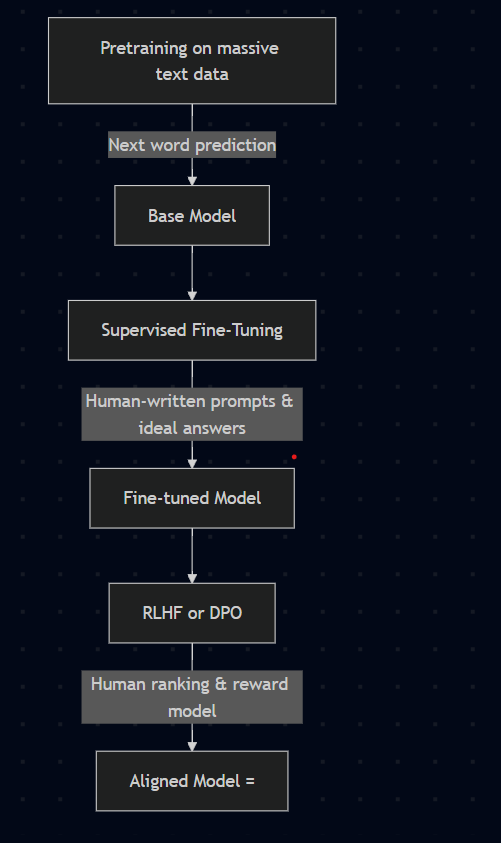 Pretraining on massive
text data
Next word prediction
Base Model
Supervised Fine-Tuning
Human-written prompts &
ideal answers
Fine-tuned Model
RLHF or DPO
Human ranking & reward
model
Aligned Model =